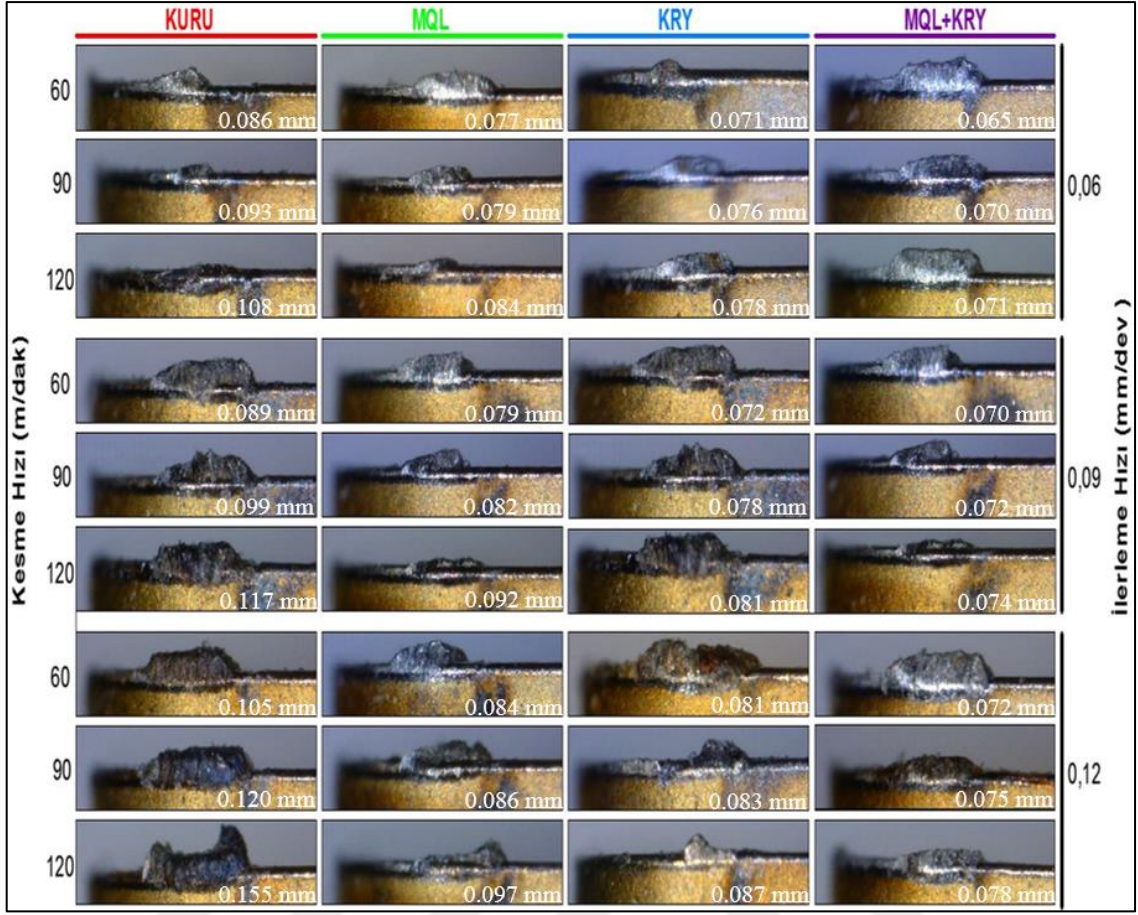 KURU MQL KRY MQL+KRY
60 0.086 mm 0.077 mm 0.071 mm 0.065 mm
90 0.093 mm 0.079 mm 0.076 mm 0.070 mm 0,06
120 0.108 mm 0.084 mm 0.078 mm 0.071 mm
60 0.089 mm 0.079 mm 0.072 mm 0.070 mm
90 0.099 mm 0.082 mm 0.078 mm 0.072 mm 0,09
120 0.117 mm 0.092 mm 0.081 mm 0.074 mm
60 0.105 mm 0.084 mm 0.081 mm 0.072 mm
90 0.120 mm 0.086 mm 0.083 mm 0.075 mm 0,12
120 0.155 mm 0.097 mm 0.087 mm 0.078 mm
Kesme Hızı (m/dak)
İlerleme Hızı (mm/dev )